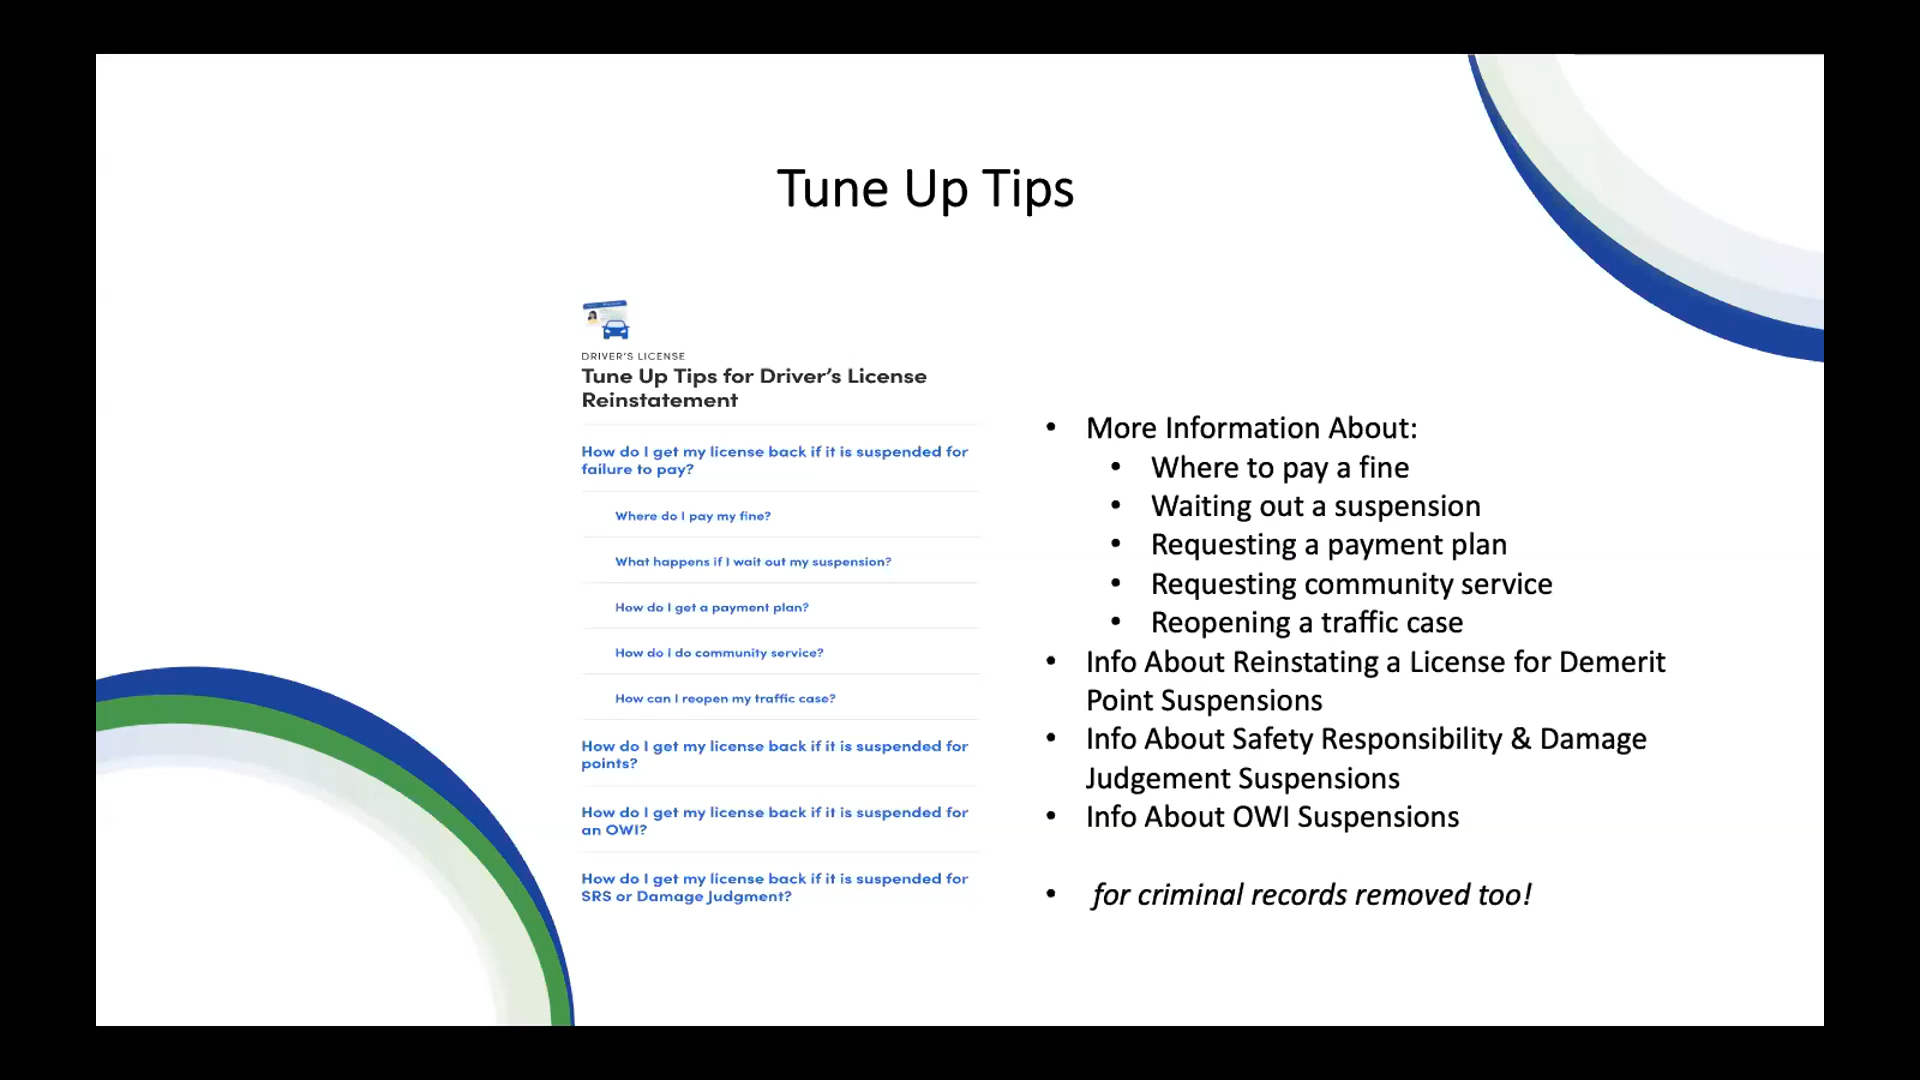 Tune Up Tips
DRIVER'S LICENSE
Tune Up Tips for Driver's License
Reinstatement
How do I get my license back if it is suspended for
failure to pay?
Where do I pay my fine?
What happens if I wait out my suspension?
How do I get a payment plan?
How do I do community service?
How can I reopen my traffic case?
How do I get my license back if it is suspended for
points?
How do I get my license back if it is suspended for
an OWI?
How do I get my license back if it is suspended for
SRS or Damage Judgment?
• More Information About:
• Where to pay a fine
• Waiting out a suspension
• Requesting a payment plan
• Requesting community service
• Reopening a traffic case
• Info About Reinstating a License for Demerit
Point Suspensions
• Info About Safety Responsibility & Damage
Judgement Suspensions
• Info About OWI Suspensions
• for criminal records removed too!